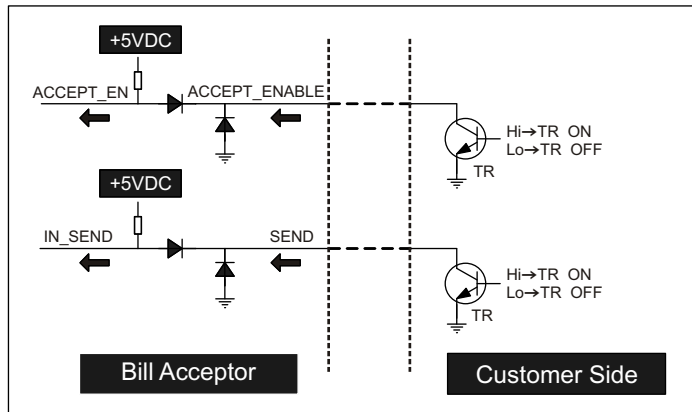 +5VDC
ACCEPT_EN
ACCEPT_ENABLE
Hi→TR ON
Lo→TR OFF
TR
+5VDC
IN_SEND
SEND
Hi→TR ON
Lo→TR OFF
TR
Bill Acceptor
Customer Side